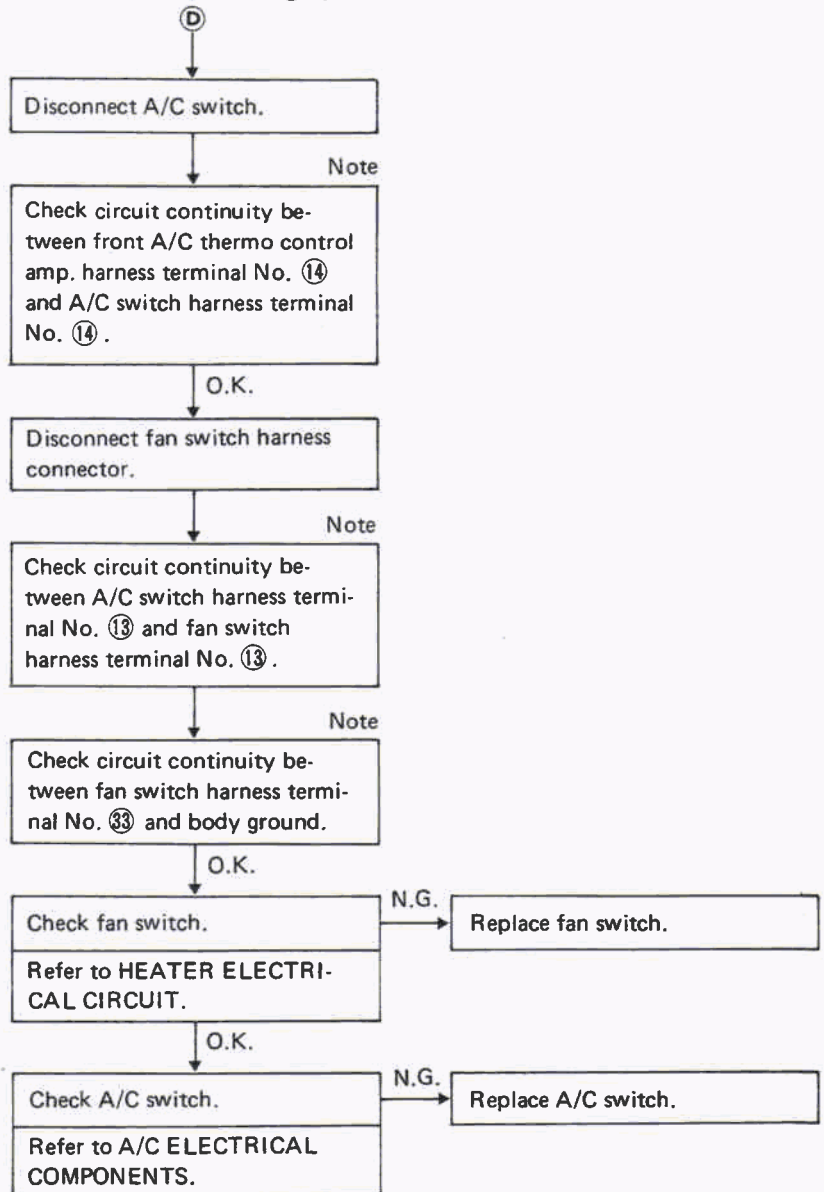 D
Disconnect A/C switch.
Note
Check circuit continuity be-
tween front A/C thermo control
amp. harness terminal No. ⑭
and A/C switch harness terminal
No. ⑭ .
O.K.
Disconnect fan switch harness
connector.
Note
Check circuit continuity be-
tween A/C switch harness termi-
nal No. ⑬ and fan switch
harness terminal No. ⑬ .
Note
Check circuit continuity be-
tween fan switch harness termi-
nal No. ㉝ and body ground.
O.K.
Check fan switch.
N.G.
Replace fan switch.
Refer to HEATER ELECTRI-
CAL CIRCUIT.
O.K.
Check A/C switch.
N.G.
Replace A/C switch.
Refer to A/C ELECTRICAL
COMPONENTS.